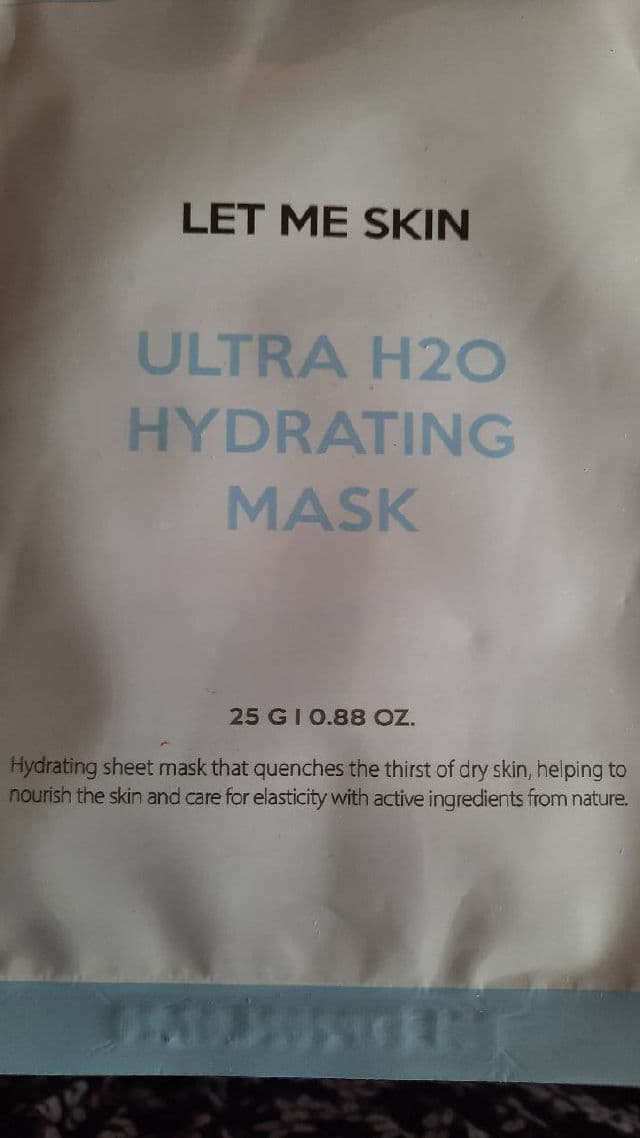 LET ME SKIN
ULTRA H2O
HYDRATING
MASK
25 G I 0.88 OZ.
Hydrating sheet mask that quenches the thirst of dry skin, helping to
nourish the skin and care for elasticity with active ingredients from nature.